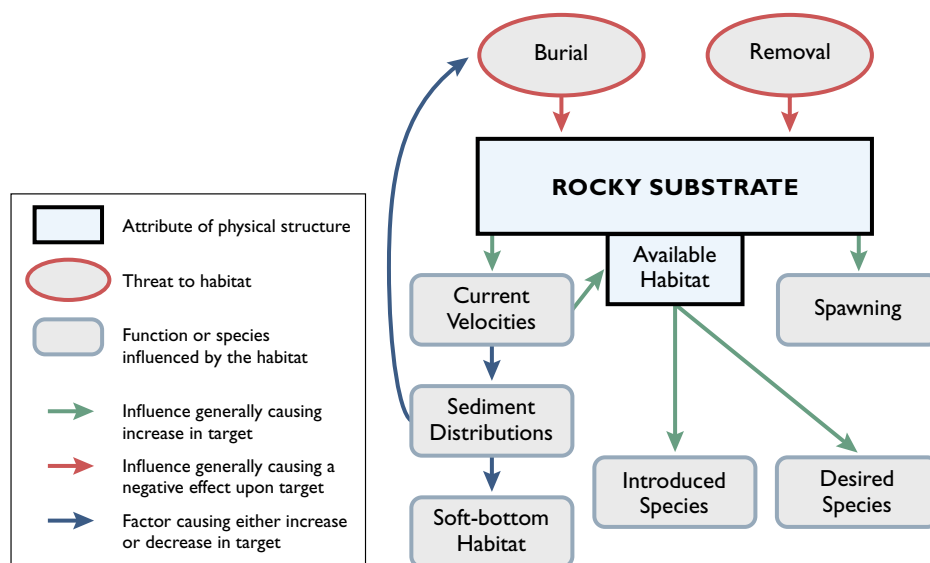 Burial
Removal
ROCKY SUBSTRATE
Available
Habitat
Current
Velocities
Spawning
Sediment
Distributions
Introduced
Species
Desired
Species
Soft-bottom
Habitat
Attribute of physical structure
Threat to habitat
Function or species
influenced by the habitat
Influence generally causing
increase in target
Influence generally causing a
negative effect upon target
Factor causing either increase
or decrease in target